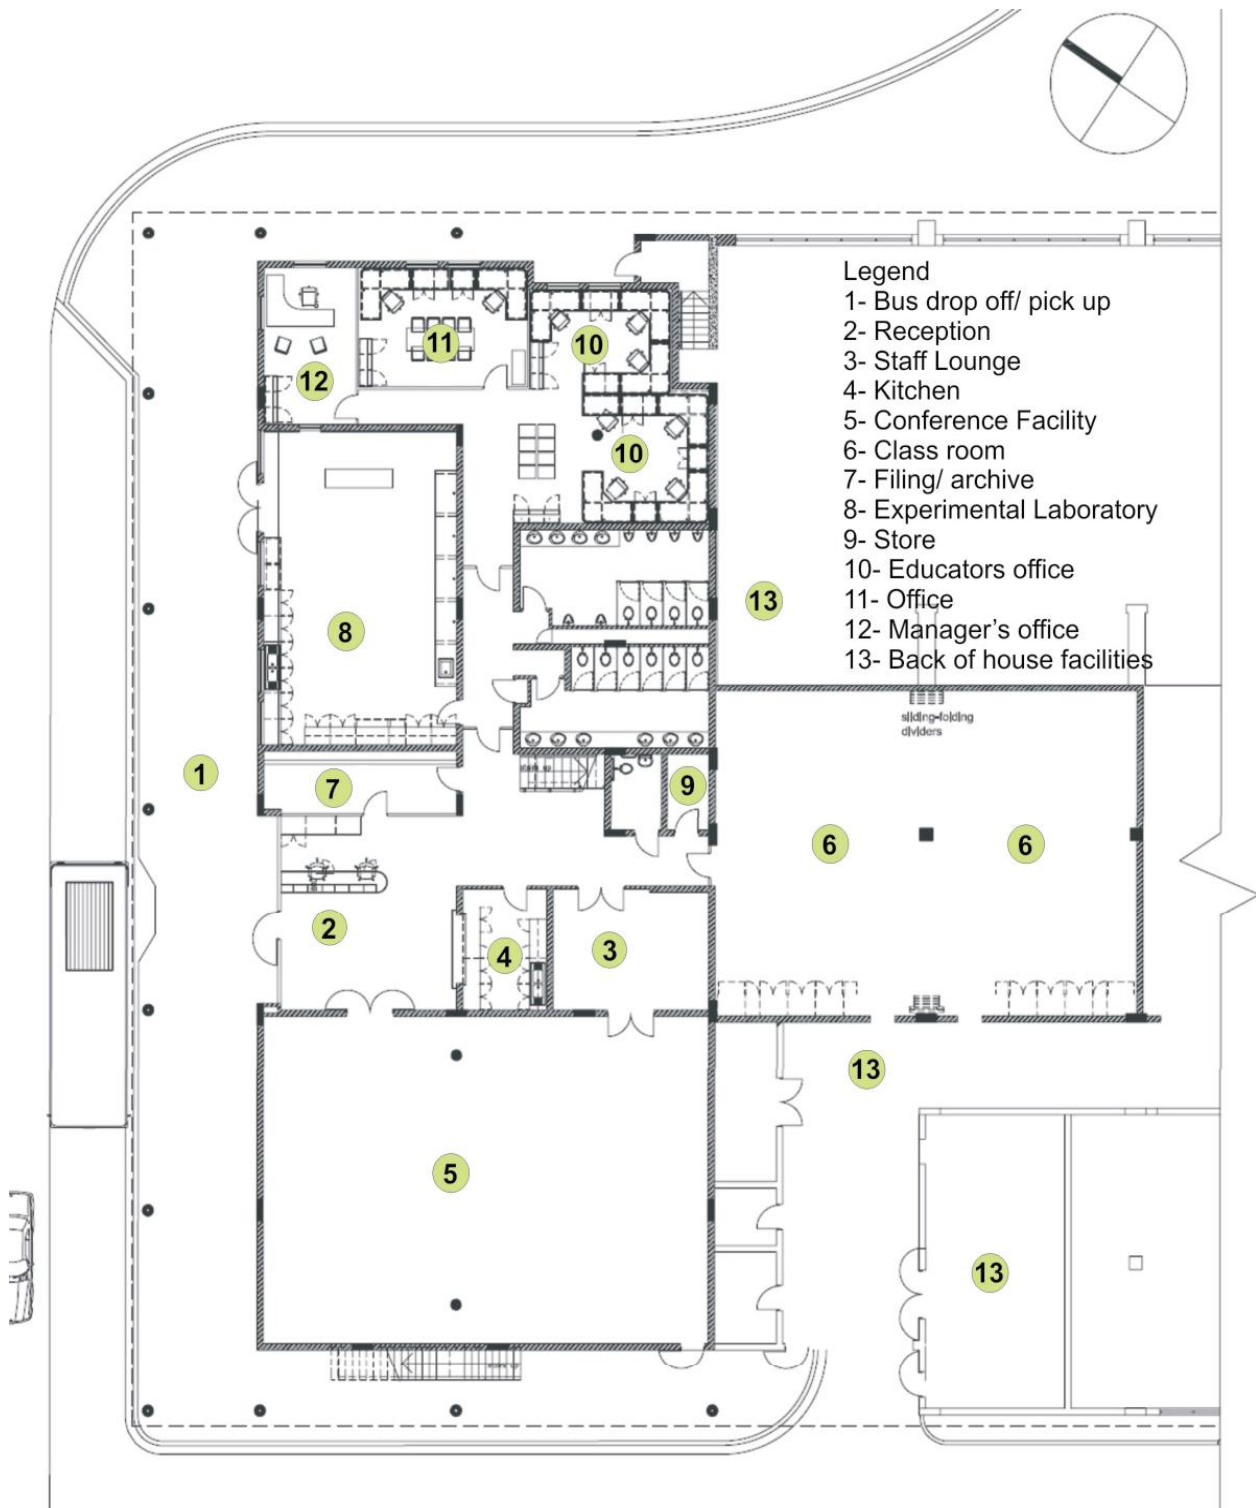 Legend
1- Bus drop off/ pick up
2- Reception
3- Staff Lounge
4- Kitchen
5- Conference Facility
6- Class room
7- Filing/ archive
8- Experimental Laboratory
9- Store
10- Educators office
11- Office
12- Manager's office
13- Back of house facilities
11
10
12
10
13
8
sliding-folding
dividers
1
7
9
6
6
2
4
3
13
5
13